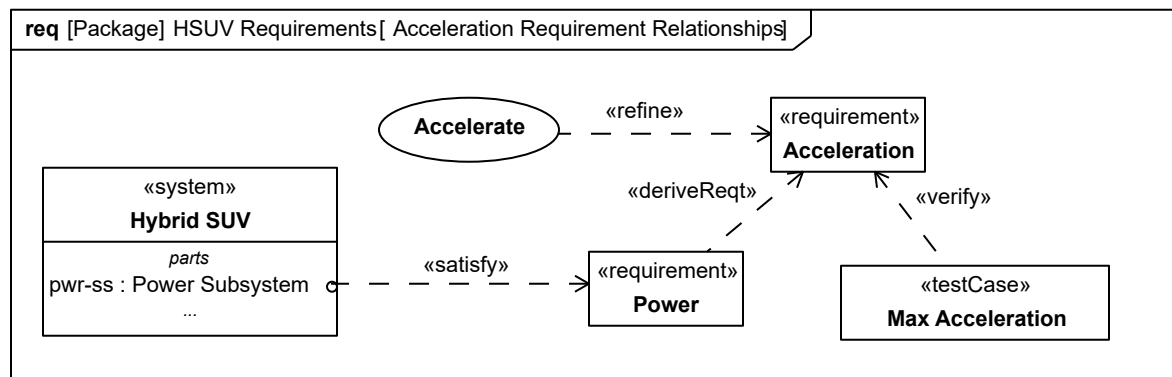 req [Package] HSUV Requirements[ Acceleration Requirement Relationships]
Accelerate
«refine»
«requirement»
Acceleration
«system»
Hybrid SUV
parts
pwr-ss : Power Subsystem
...
«satisfy»
«deriveReqt»
«verify»
«requirement»
Power
«testCase»
Max Acceleration